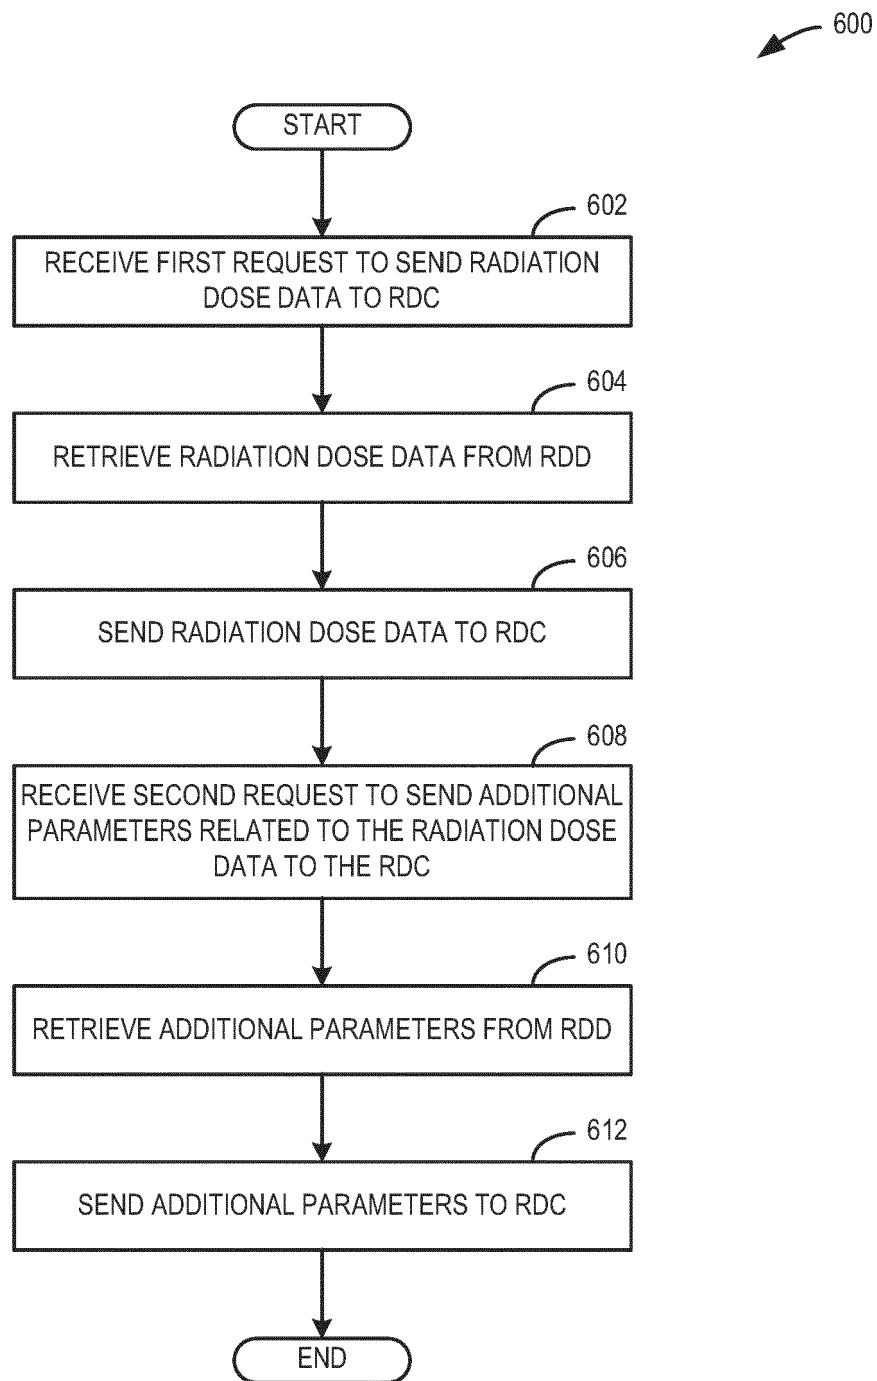 600
START
602
RECEIVE FIRST REQUEST TO SEND RADIATION
DOSE DATA TO RDC
604
RETRIEVE RADIATION DOSE DATA FROM RDD
606
SEND RADIATION DOSE DATA TO RDC
608
RECEIVE SECOND REQUEST TO SEND ADDITIONAL
PARAMETERS RELATED TO THE RADIATION DOSE
DATA TO THE RDC
610
RETRIEVE ADDITIONAL PARAMETERS FROM RDD
612
SEND ADDITIONAL PARAMETERS TO RDC
END